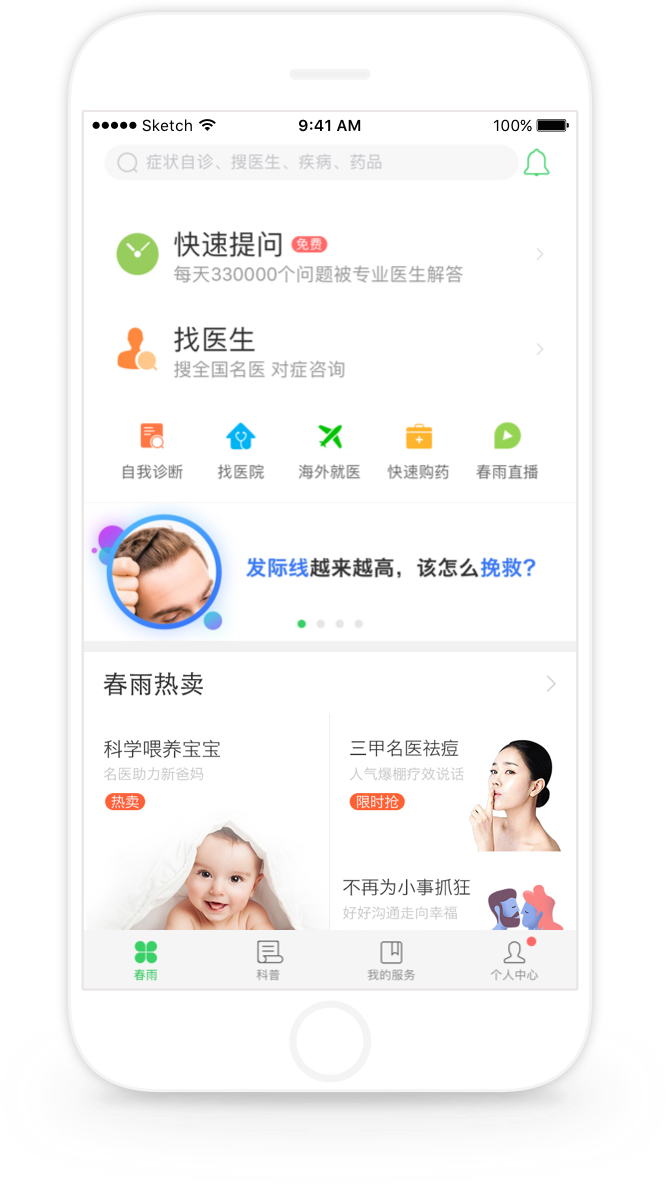 Sketch 9:41 AM 100%
症状自诊、搜医生、疾病、药品
快速提问 免费
每天330000个问题被专业医生解答
找医生
搜全国名医 对症咨询
自我诊断 找医院 海外就医 快速购药 春雨直播
发际线越来越高，该怎么挽救？
春雨热卖
科学喂养宝宝
名医助力新爸妈
热卖
三甲名医祛痘
人气爆棚疗效说话
限时抢
不再为小事抓狂
好好沟通走向幸福
春雨 科普 我的服务 个人中心